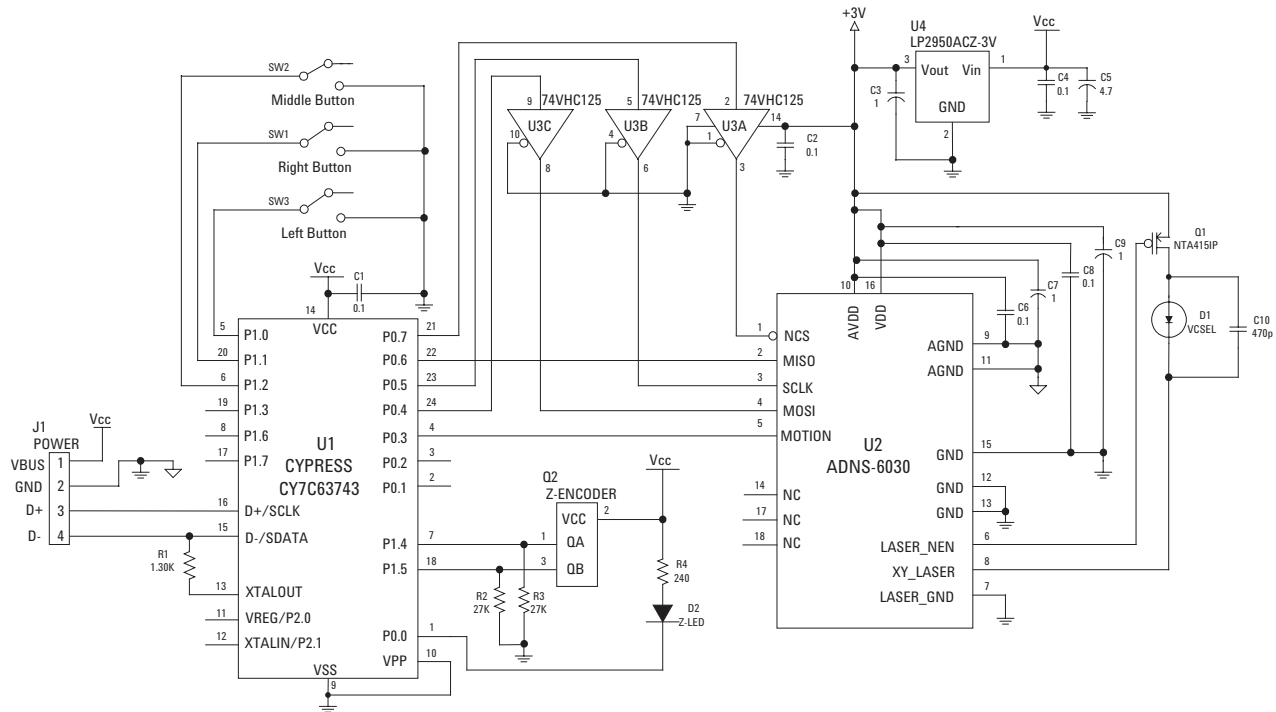 +3V
U4
LP2950ACZ-3V
Vcc
3
Vout
Vin
1
GND
2
C3
1
C4
0.1
C5
4.7
SW2
Middle Button
SW1
Right Button
SW3
Left Button
9
74VHC125
U3C
10
8
5
74VHC125
U3B
4
6
2
74VHC125
7
U3A
14
1
3
C2
0.1
Vcc
C1
0.1
14
VCC
5
P1.0
20
P1.1
6
P1.2
19
P1.3
8
P1.6
17
P1.7
16
D+/SCLK
15
D-/SDATA
13
XTALOUT
11
VREG/P2.0
12
XTALIN/P2.1
U1
CYPRESS
CY7C63743
P0.7
21
P0.6
22
P0.5
23
P0.4
24
P0.3
4
P0.2
3
P0.1
2
P1.4
7
P1.5
18
P0.0
1
VPP
10
VSS
9
J1
POWER
Vcc
VBUS
1
GND
2
D+
3
D-
4
R1
1.30K
Q2
Z-ENCODER
VCC
2
1
QA
3
QB
R2
27K
R3
27K
Vcc
R4
240
D2
Z-LED
10
16
AVDD
VDD
1
NCS
2
MISO
3
SCLK
4
MOSI
5
MOTION
U2
ADNS-6030
14
NC
17
NC
18
NC
AGND
9
AGND
11
GND
15
GND
12
GND
13
LASER_NEN
6
XY_LASER
8
LASER_GND
7
C6
0.1
C7
1
C8
0.1
C9
1
Q1
NTA415IP
D1
VCSEL
C10
470p